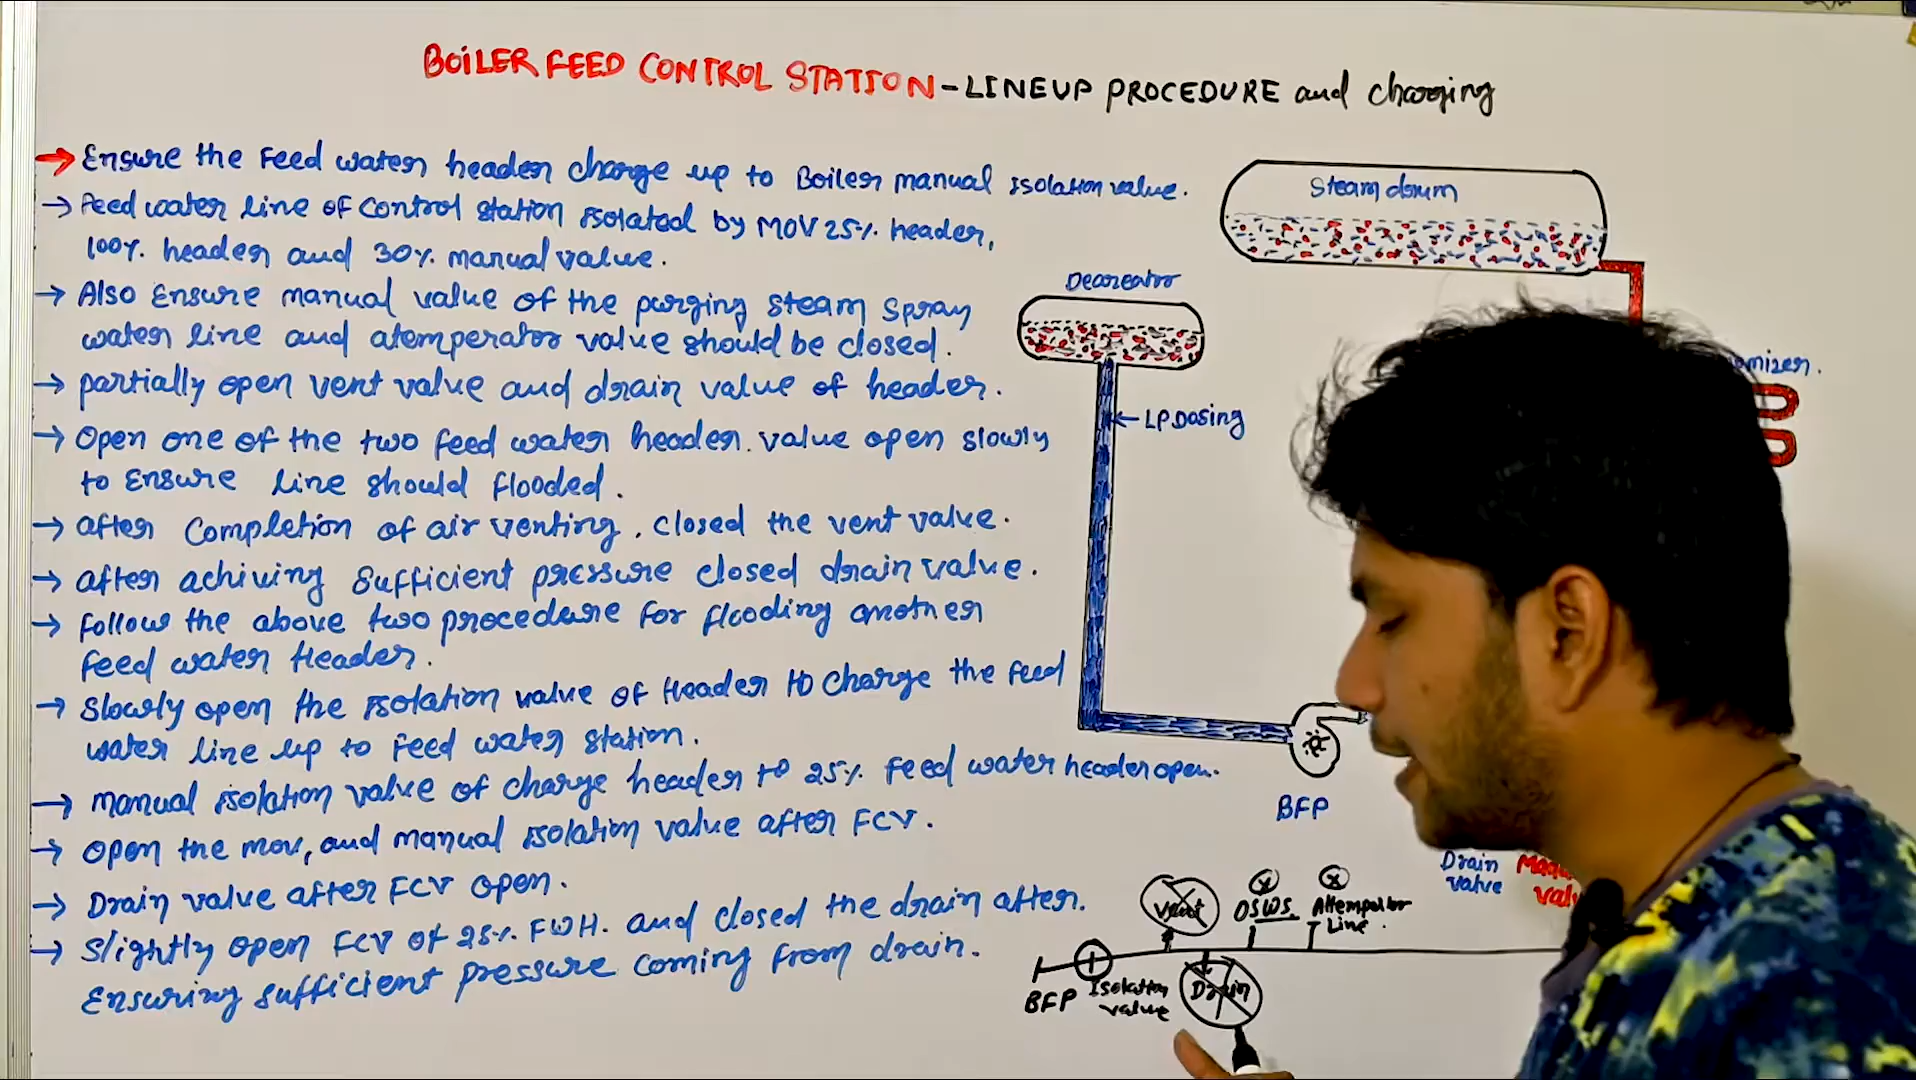 BOILER FEED CONTROL STATION - LINEUP PROCEDURE and charging
→ Ensure the Feed water header charge up to Boiler manual isolation valve.
→ Feed water line of control station isolated by MOV 25% header,
100% header and 30% manual valve.
→ Also Ensure manual valve of the purging steam spray
water line and atemperator valve should be closed.
→ partially open vent valve and drain valve of header.
→ Open one of the two feed water header valve open slowly
to Ensure line should flooded.
→ after completion of air venting, closed the vent valve.
→ after achiving sufficient pressure closed drain valve.
→ follow the above two procedure for flooding another
feed water Header.
→ Slowly open the isolation valve of Header to charge the feed
water line up to feed water station.
→ manual isolation valve of charge header to 25% feed water header open.
→ Open the mov, and manual isolation valve after FCV.
→ Drain valve after FCV open.
→ Slightly open FCV of 25% FWH. and closed the drain after
Ensuring sufficient pressure coming from drain.
Steam drum
Deareator
← LP Dosing
omizer.
BFP
Drain
valve
Vent
DSWS.
Attemperator
Line.
BFP
Isolation
valve
Drain